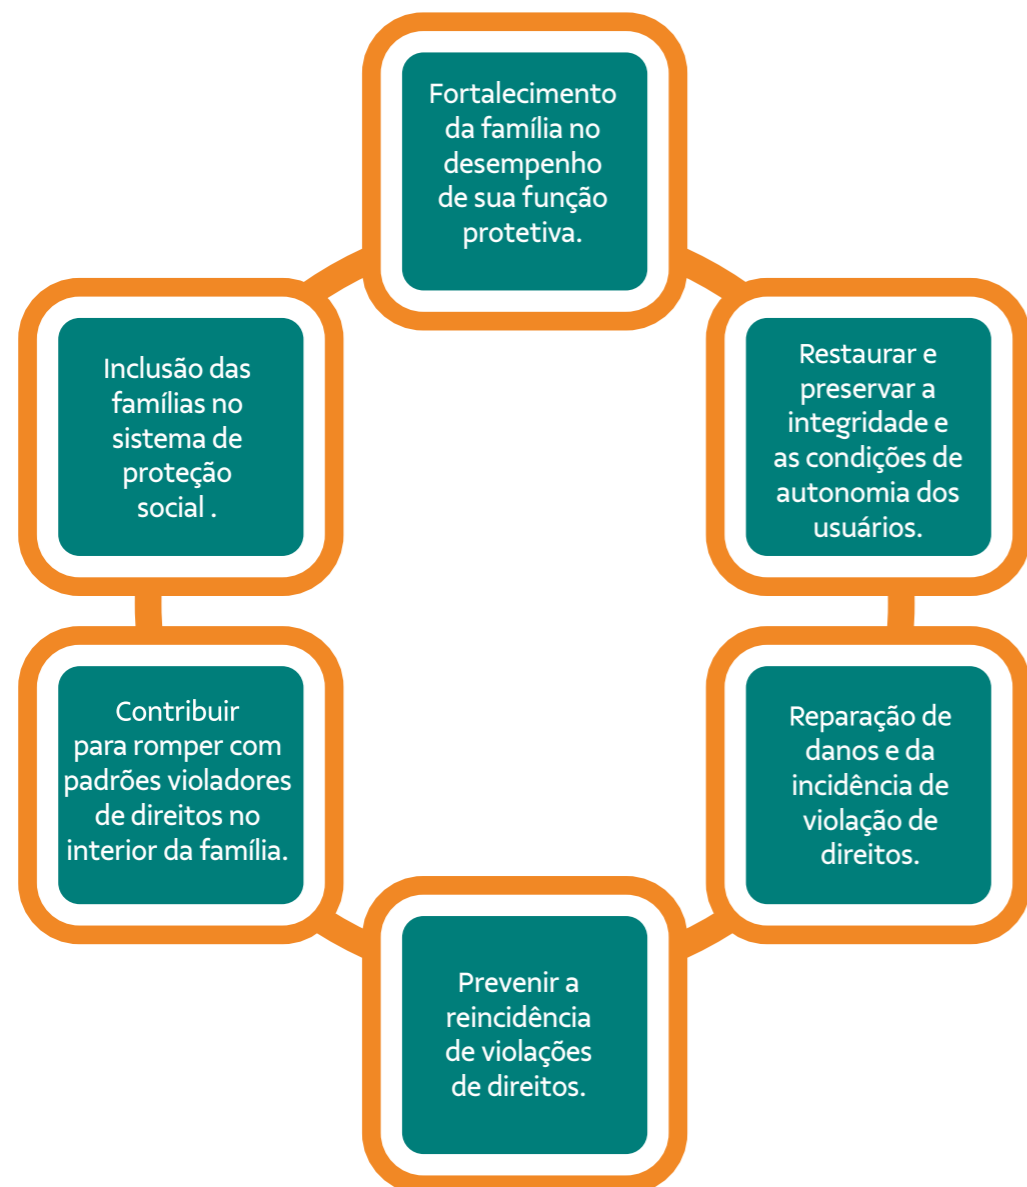 Fortalecimento
da família no
desempenho
de sua função
protetiva.
Restaurar e
preservar a
integridade e
as condições de
autonomia dos
usuários.
Reparação de
danos e da
incidência de
violação de
direitos.
Prevenir a
reincidência
de violações
de direitos.
Contribuir
para romper com
padrões violadores
de direitos no
interior da família.
Inclusão das
famílias no
sistema de
proteção
social .